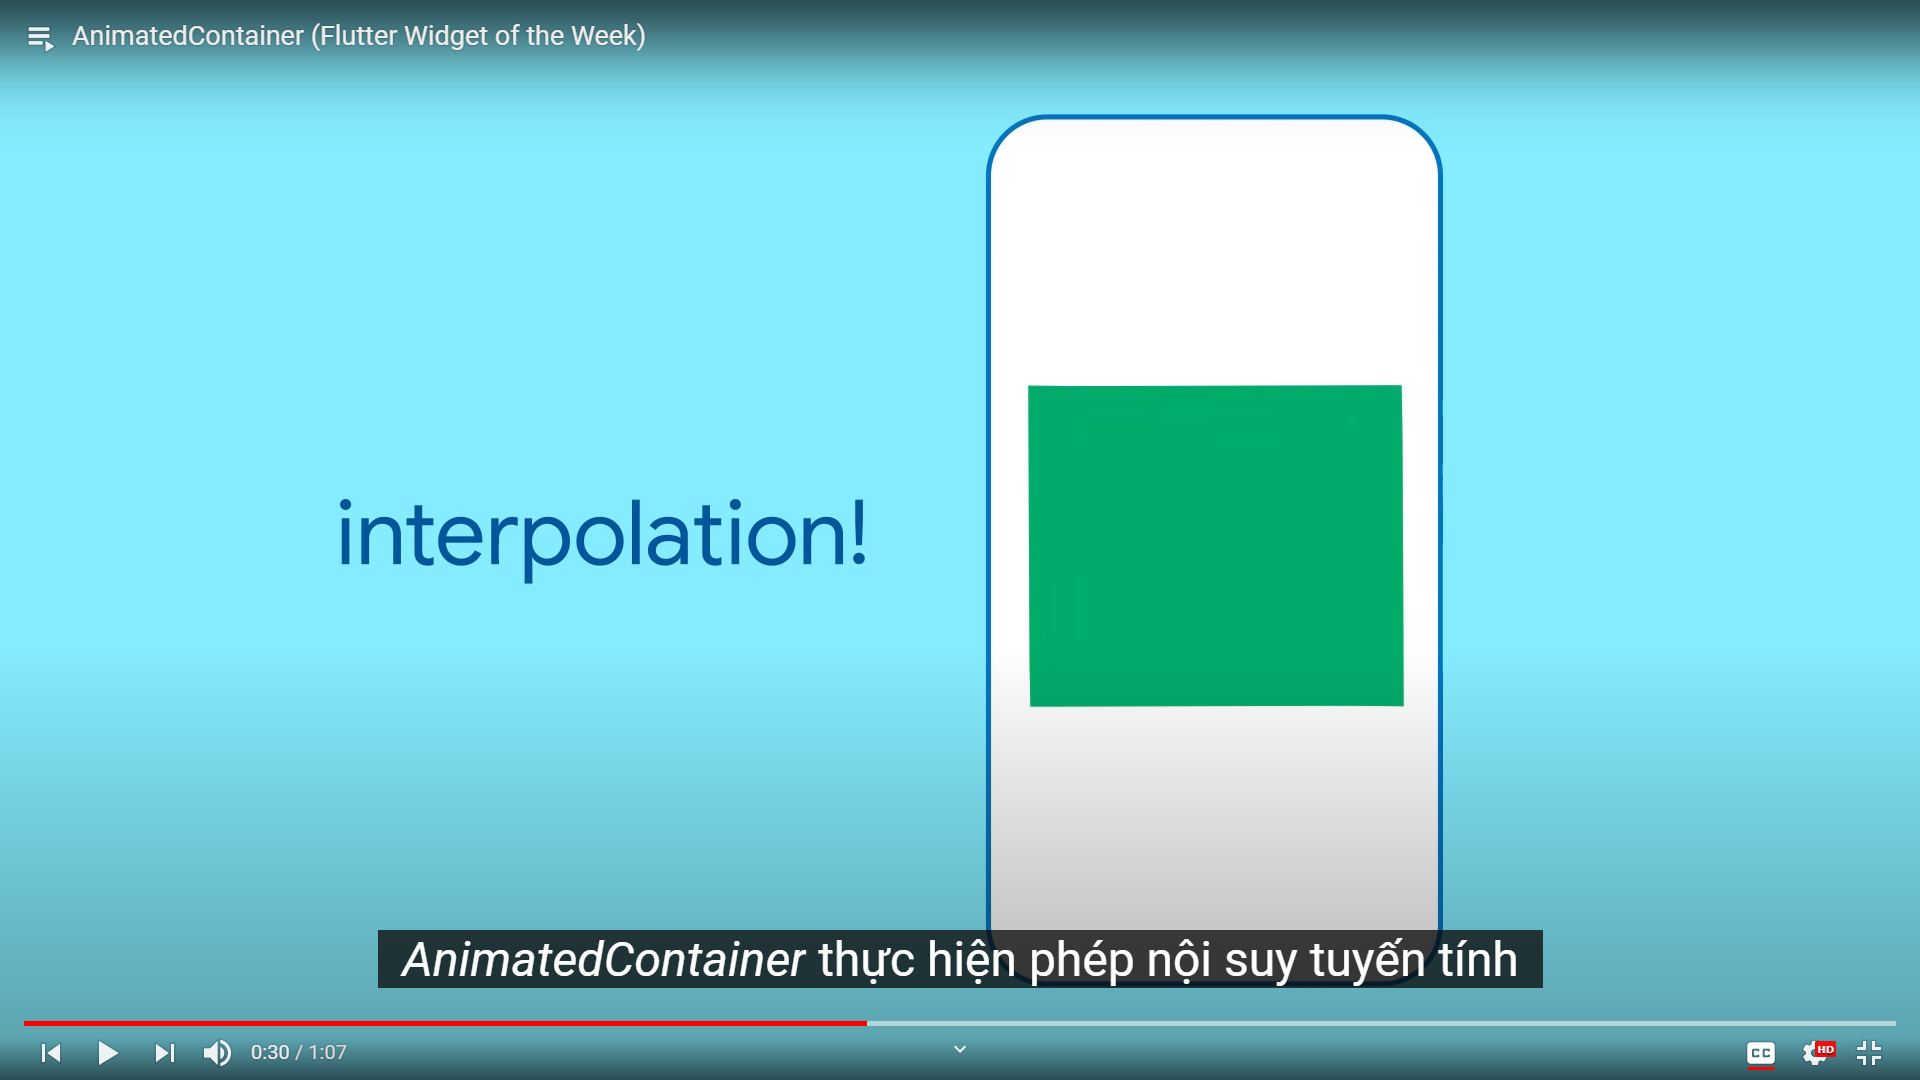 AnimatedContainer (Flutter Widget of the Week)
interpolation!
AnimatedContainer thực hiện phép nội suy tuyến tính
0:30 / 1:07
CC
HD